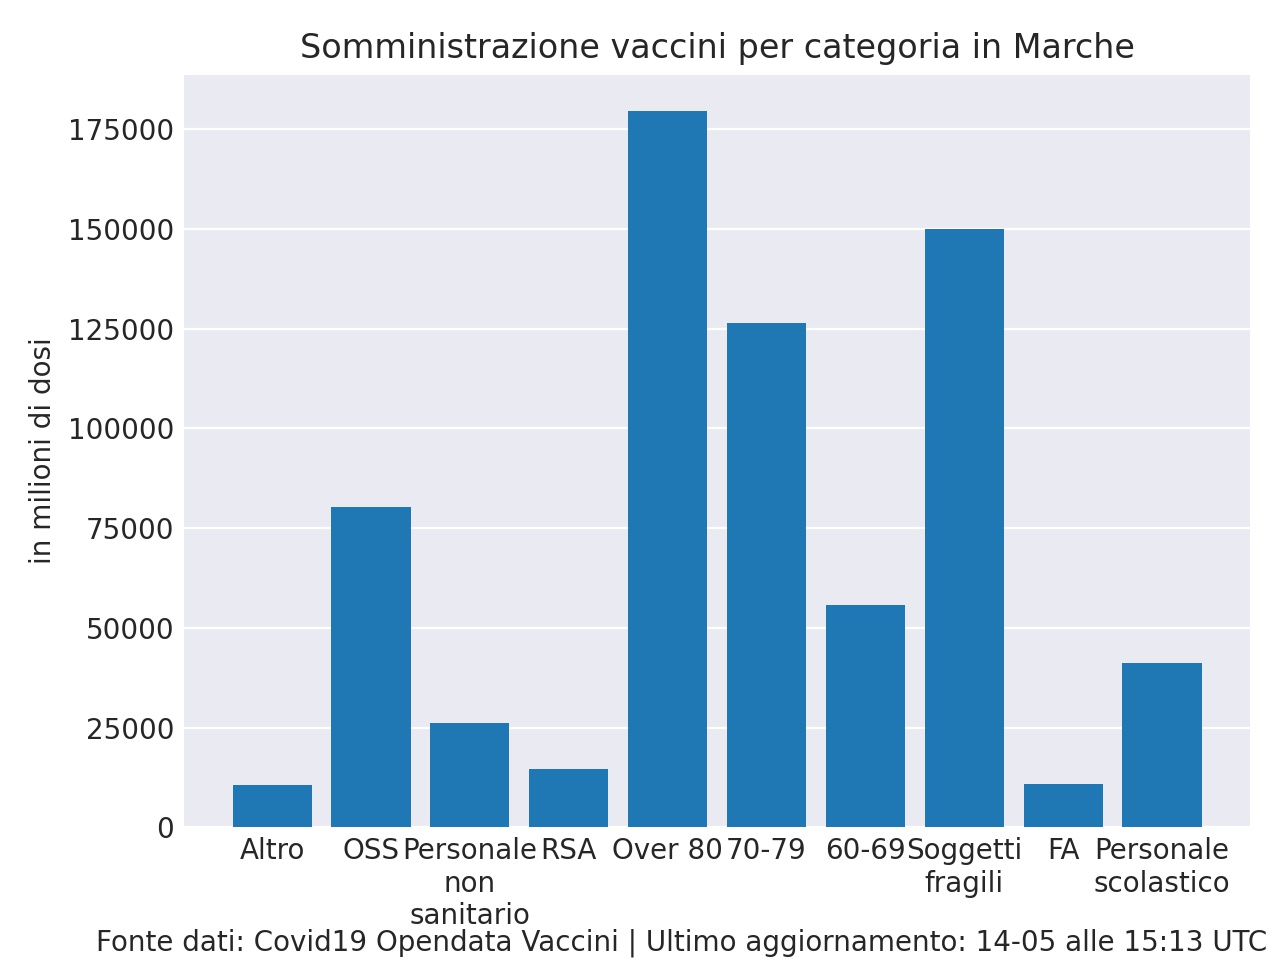 Somministrazione vaccini per categoria in Marche
in milioni di dosi
175000
150000
125000
100000
75000
50000
25000
0
Altro OSS Personale non sanitario RSA Over 80 70-79 60-69 Soggetti fragili FA Personale scolastico
Fonte dati: Covid19 Opendata Vaccini | Ultimo aggiornamento: 14-05 alle 15:13 UTC